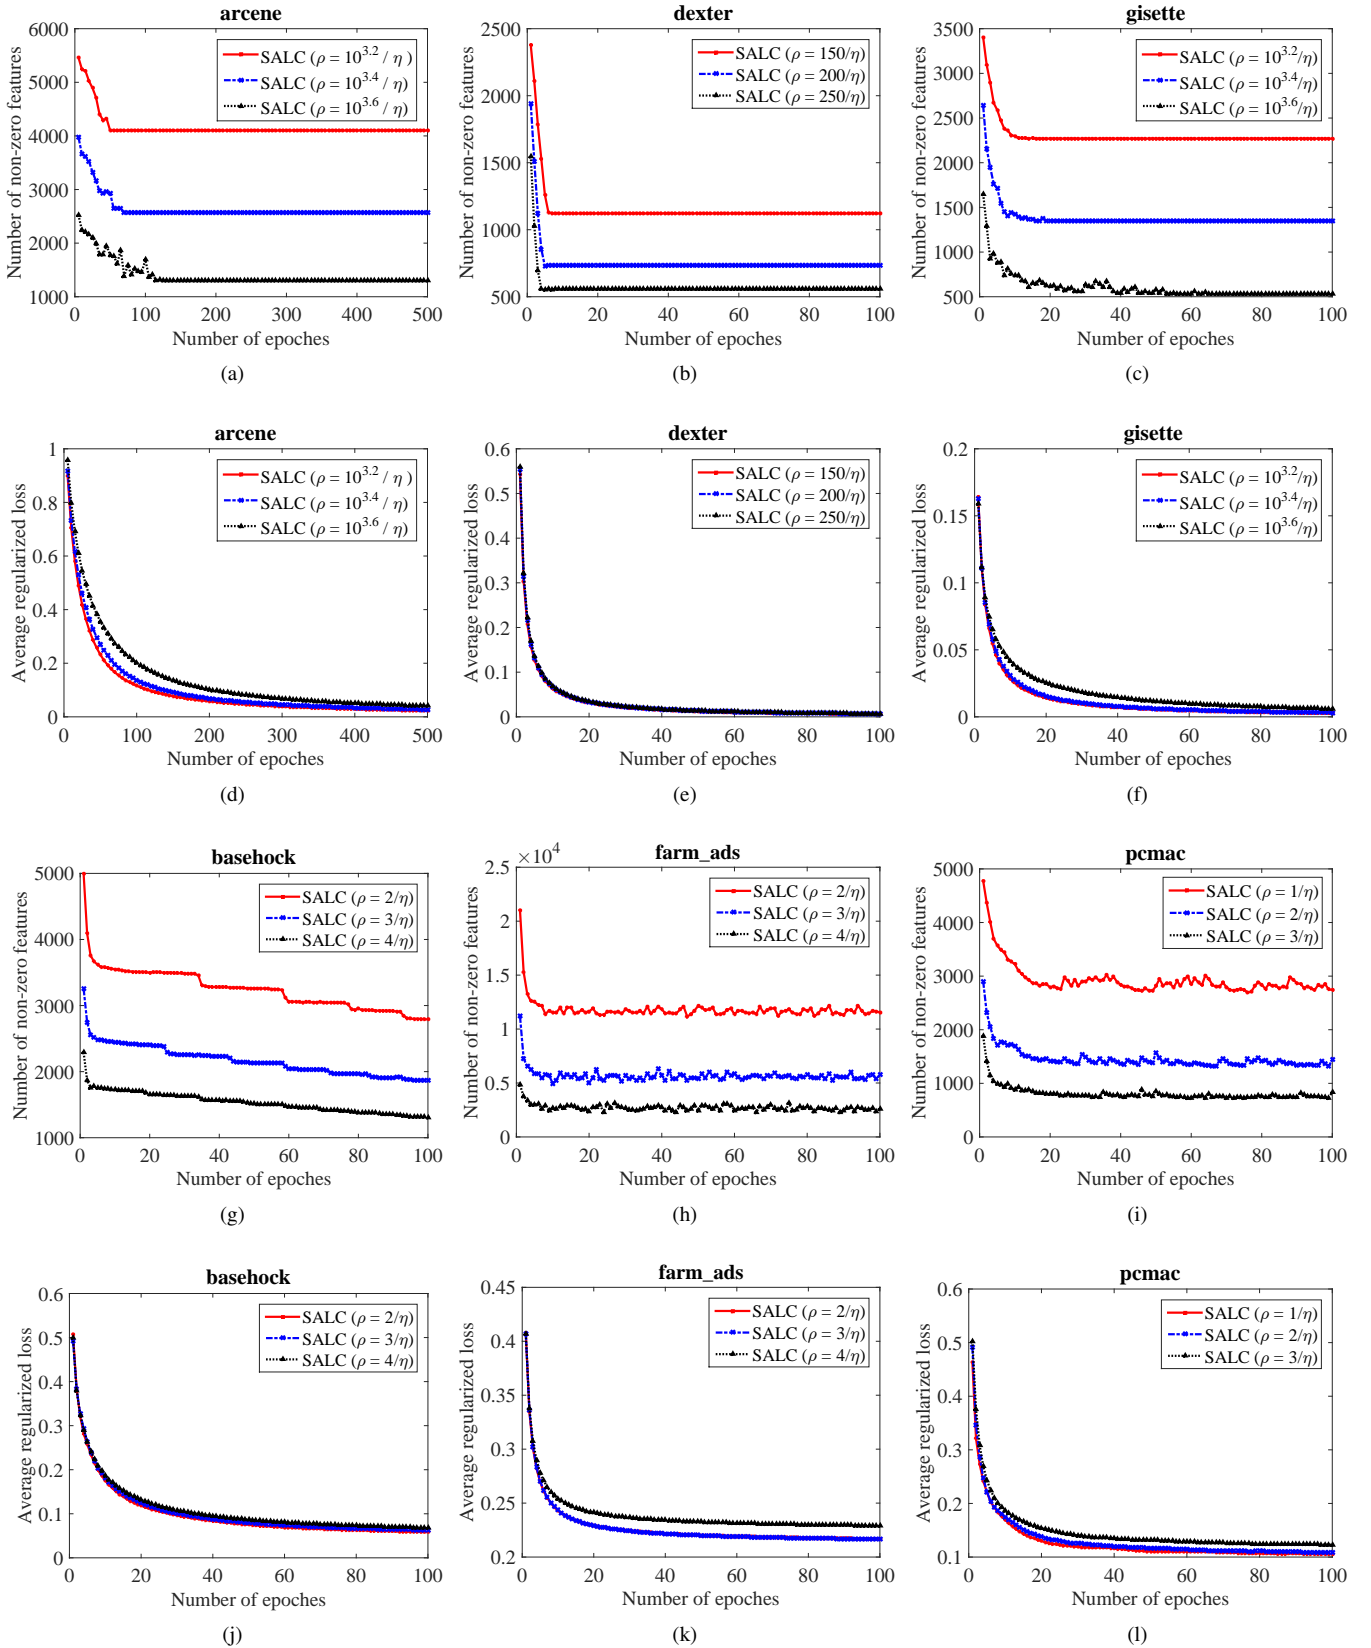 arcene
Number of non-zero features
6000
5000
4000
3000
2000
1000
SALC (ρ = 10^3.2 / η )
SALC (ρ = 10^3.4 / η)
SALC (ρ = 10^3.6 / η)
0 100 200 300 400 500
Number of epoches
(a)
dexter
Number of non-zero features
2500
2000
1500
1000
500
SALC (ρ = 150/η)
SALC (ρ = 200/η)
SALC (ρ = 250/η)
0 20 40 60 80 100
Number of epoches
(b)
gisette
Number of non-zero features
3500
3000
2500
2000
1500
1000
500
SALC (ρ = 10^3.2/η)
SALC (ρ = 10^3.4/η)
SALC (ρ = 10^3.6/η)
0 20 40 60 80 100
Number of epoches
(c)
arcene
Average regularized loss
1
0.8
0.6
0.4
0.2
0
SALC (ρ = 10^3.2 / η )
SALC (ρ = 10^3.4 / η)
SALC (ρ = 10^3.6 / η)
0 100 200 300 400 500
Number of epoches
(d)
dexter
Average regularized loss
0.6
0.5
0.4
0.3
0.2
0.1
0
SALC (ρ = 150/η)
SALC (ρ = 200/η)
SALC (ρ = 250/η)
0 20 40 60 80 100
Number of epoches
(e)
gisette
Average regularized loss
0.2
0.15
0.1
0.05
0
SALC (ρ = 10^3.2/η)
SALC (ρ = 10^3.4/η)
SALC (ρ = 10^3.6/η)
0 20 40 60 80 100
Number of epoches
(f)
basehock
Number of non-zero features
5000
4000
3000
2000
1000
SALC (ρ = 2/η)
SALC (ρ = 3/η)
SALC (ρ = 4/η)
0 20 40 60 80 100
Number of epoches
(g)
farm_ads
×10^4
Number of non-zero features
2.5
2
1.5
1
0.5
0
SALC (ρ = 2/η)
SALC (ρ = 3/η)
SALC (ρ = 4/η)
0 20 40 60 80 100
Number of epoches
(h)
pcmac
Number of non-zero features
5000
4000
3000
2000
1000
0
SALC (ρ = 1/η)
SALC (ρ = 2/η)
SALC (ρ = 3/η)
0 20 40 60 80 100
Number of epoches
(i)
basehock
Average regularized loss
0.6
0.5
0.4
0.3
0.2
0.1
0
SALC (ρ = 2/η)
SALC (ρ = 3/η)
SALC (ρ = 4/η)
0 20 40 60 80 100
Number of epoches
(j)
farm_ads
Average regularized loss
0.45
0.4
0.35
0.3
0.25
0.2
SALC (ρ = 2/η)
SALC (ρ = 3/η)
SALC (ρ = 4/η)
0 20 40 60 80 100
Number of epoches
(k)
pcmac
Average regularized loss
0.6
0.5
0.4
0.3
0.2
0.1
SALC (ρ = 1/η)
SALC (ρ = 2/η)
SALC (ρ = 3/η)
0 20 40 60 80 100
Number of epoches
(l)